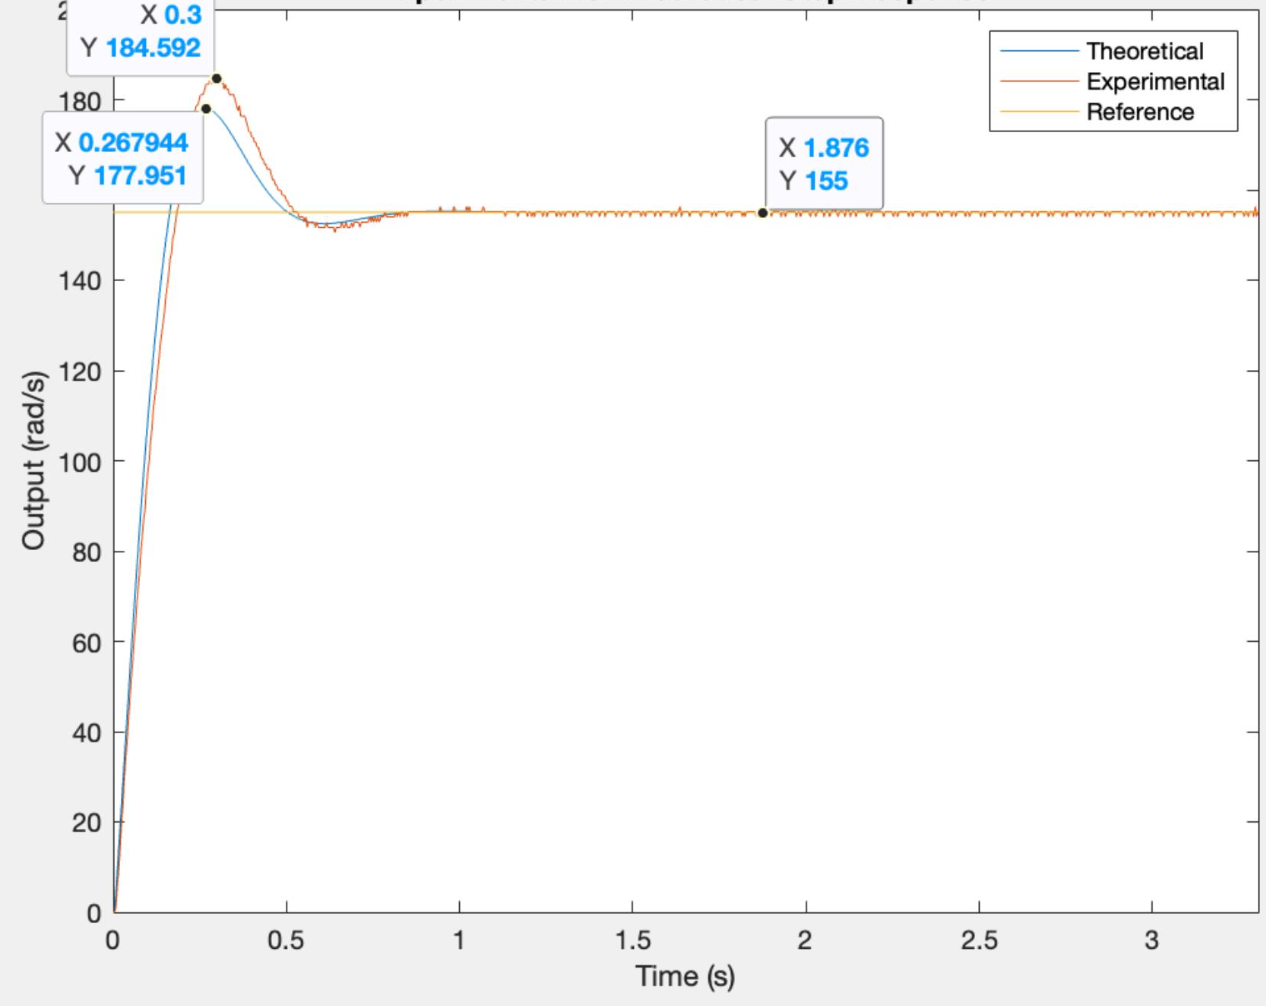 X 0.3
Y 184.592
X 0.267944
Y 177.951
X 1.876
Y 155
Theoretical
Experimental
Reference
180
140
120
100
80
60
40
20
0
Output (rad/s)
0
0.5
1
1.5
2
2.5
3
Time (s)